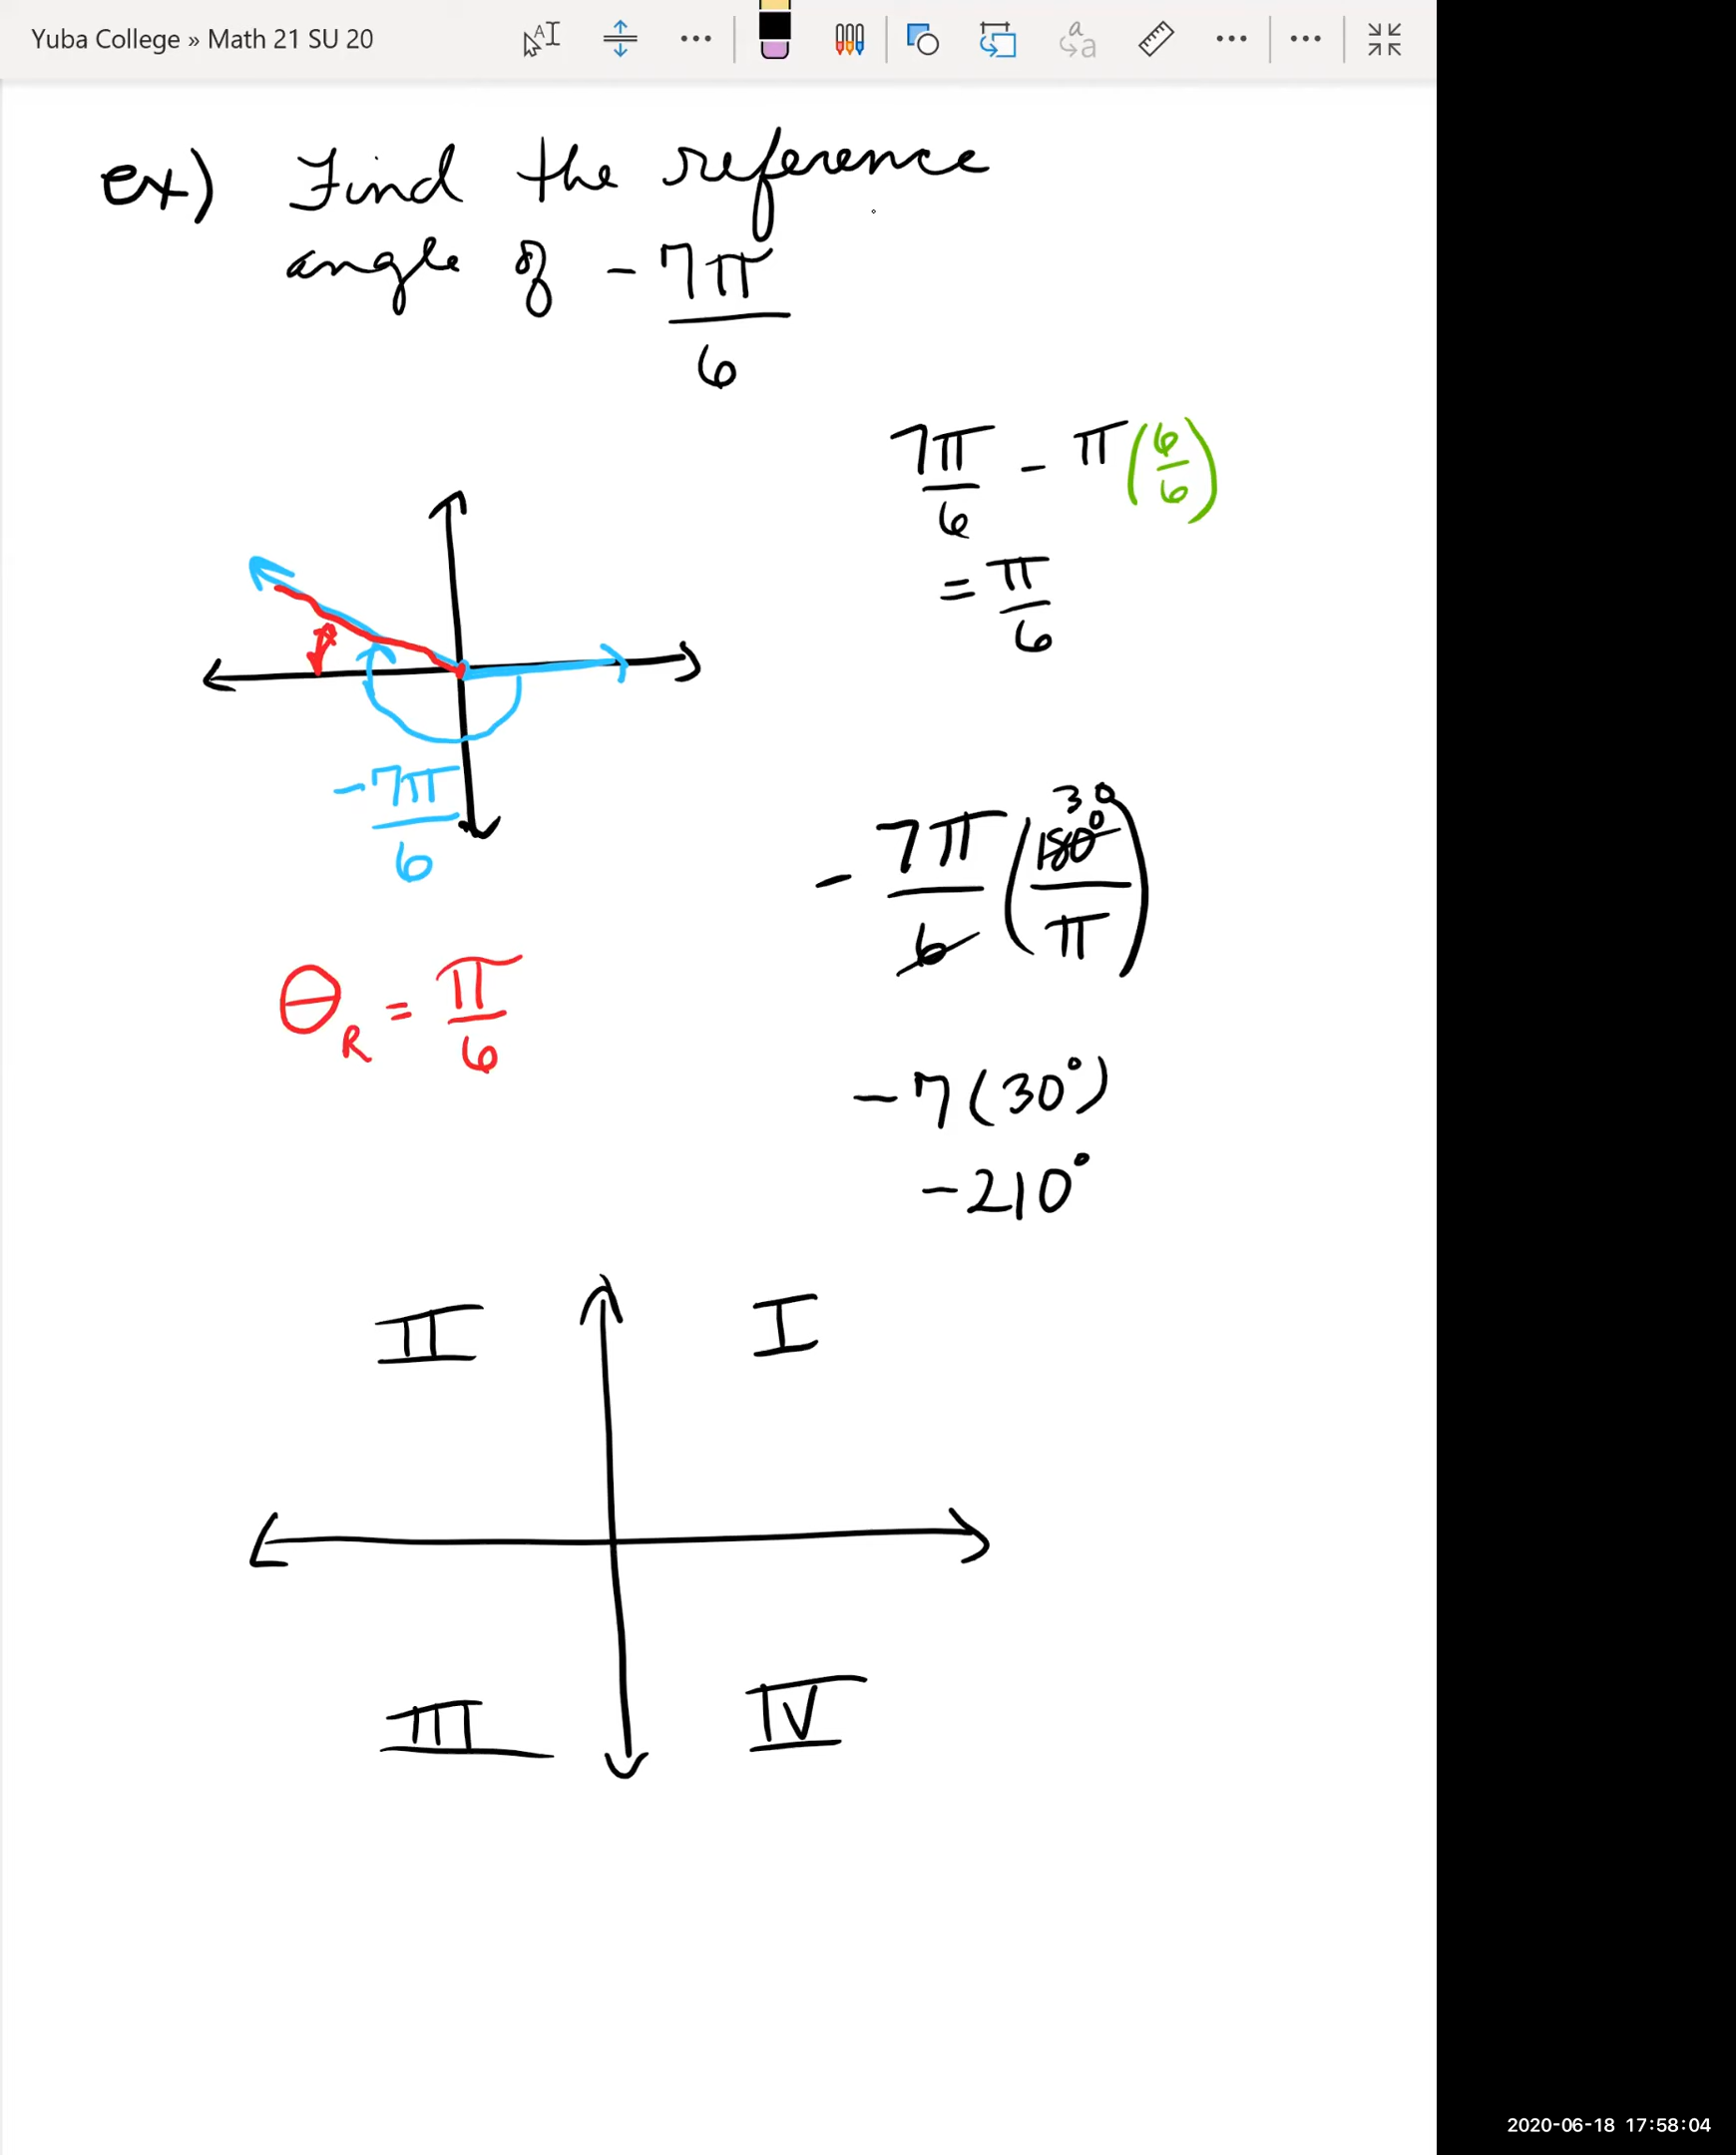 Yuba College » Math 21 SU 20
ex) Find the reference
angle of -7π/6
7π/6 - π(6/6)
= π/6
-7π/6
-7π/6 (180°/π)
30
θR = π/6
-7(30°)
-210°
II I
III IV
2020-06-18 17:58:04